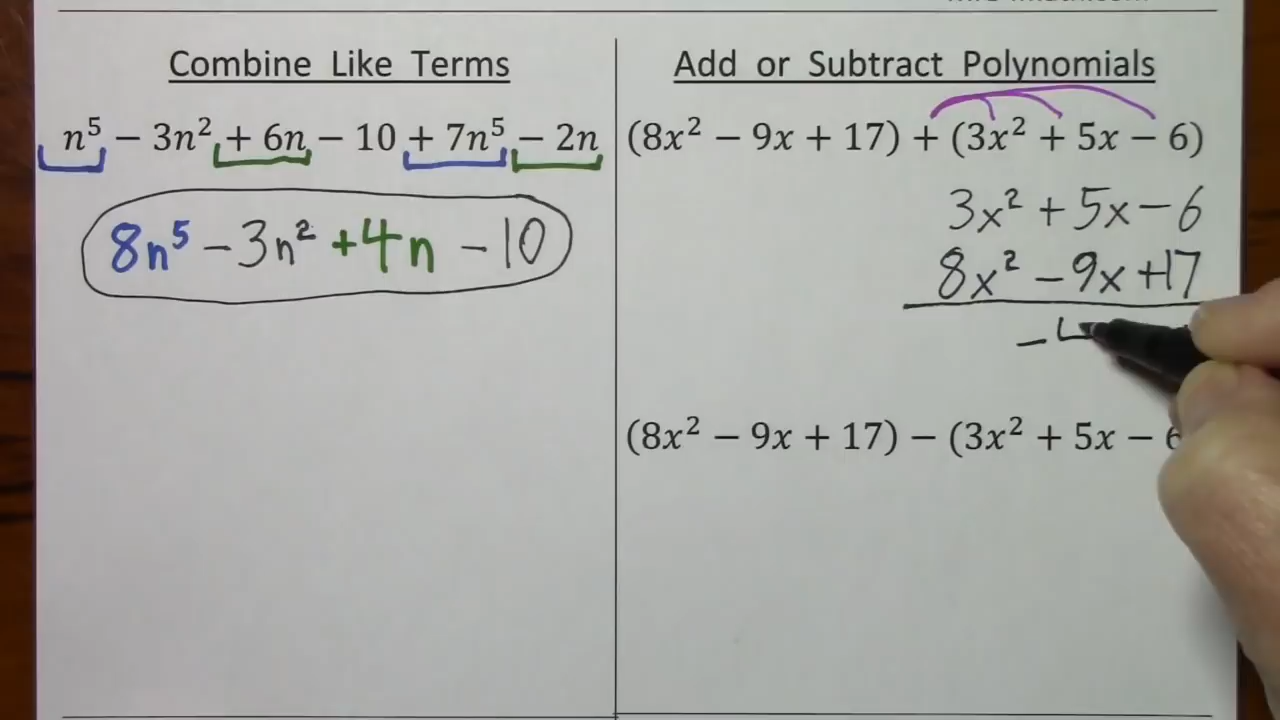 Combine Like Terms
n⁵ − 3n² + 6n − 10 + 7n⁵ − 2n
8n⁵ − 3n² + 4n − 10
Add or Subtract Polynomials
(8x² − 9x + 17) + (3x² + 5x − 6)
3x² + 5x − 6
8x² − 9x + 17
− 4
(8x² − 9x + 17) − (3x² + 5x − 6